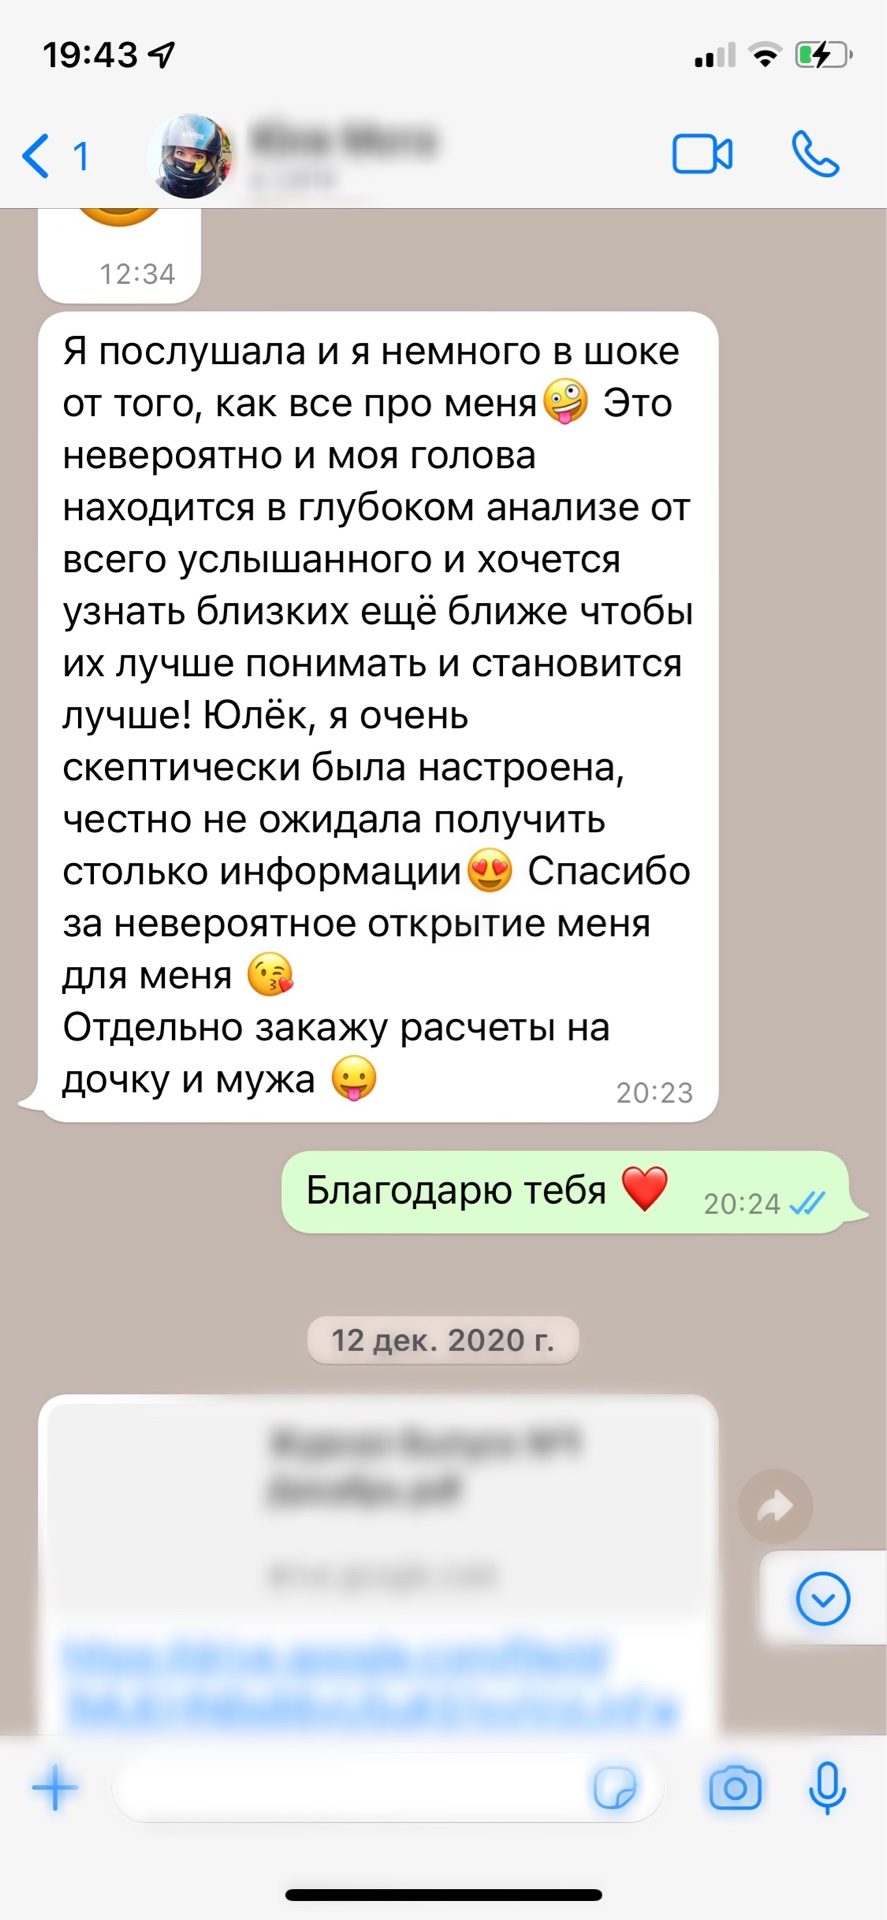 19:43
1
12:34
Я послушала и я немного в шоке
от того, как все про меня🤪 Это
невероятно и моя голова
находится в глубоком анализе от
всего услышанного и хочется
узнать близких ещё ближе чтобы
их лучше понимать и становится
лучше! Юлёк, я очень
скептически была настроена,
честно не ожидала получить
столько информации😍 Спасибо
за невероятное открытие меня
для меня 😘
Отдельно закажу расчеты на
дочку и мужа 😛
20:23
Благодарю тебя ❤️ 20:24
12 дек. 2020 г.